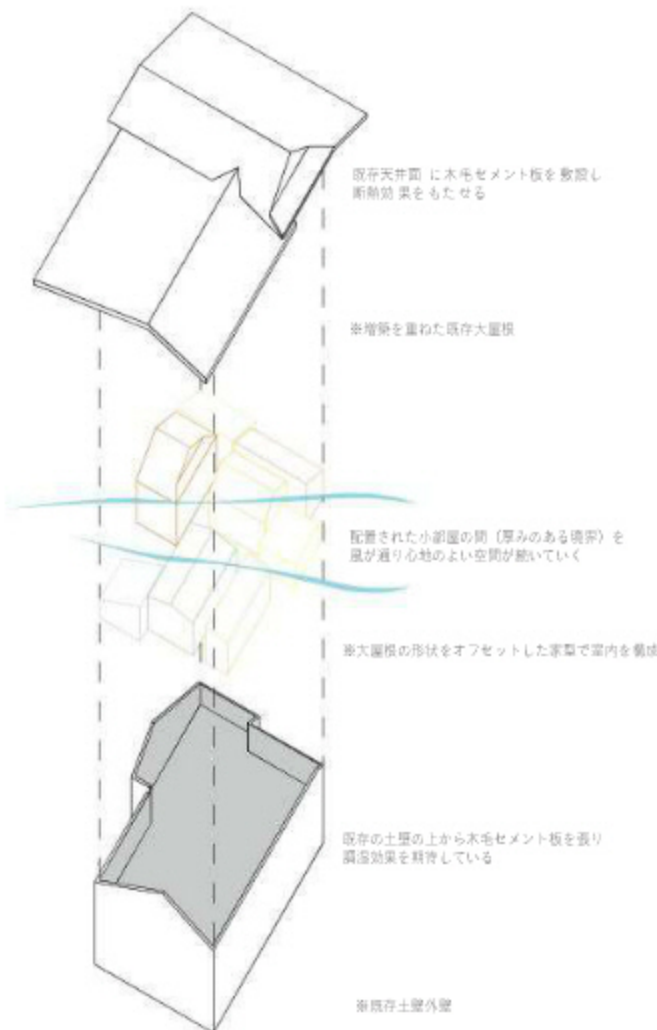 既存天井面 に木毛セメント板を敷設し
断熱効果をもたせる
※増築を重ねた既存大屋根
配置された小部屋の間（厚みのある境界）を
風が通り心地のよい空間が続いていく
※大屋根の形状をオフセットした家型で室内を構成
既存の土壁の上から木毛セメント板を張り
調湿効果を期待している
※既存土壁外壁